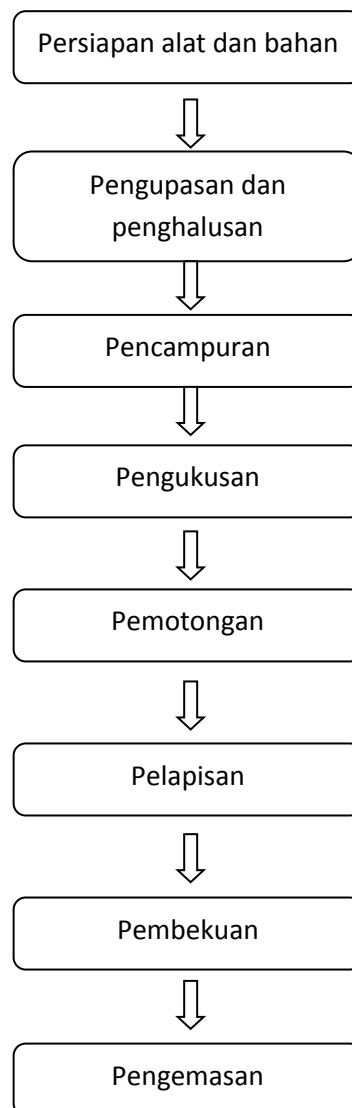 Persiapan alat dan bahan
Pengupasan dan
penghalusan
Pencampuran
Pengukusan
Pemotongan
Pelapisan
Pembekuan
Pengemasan